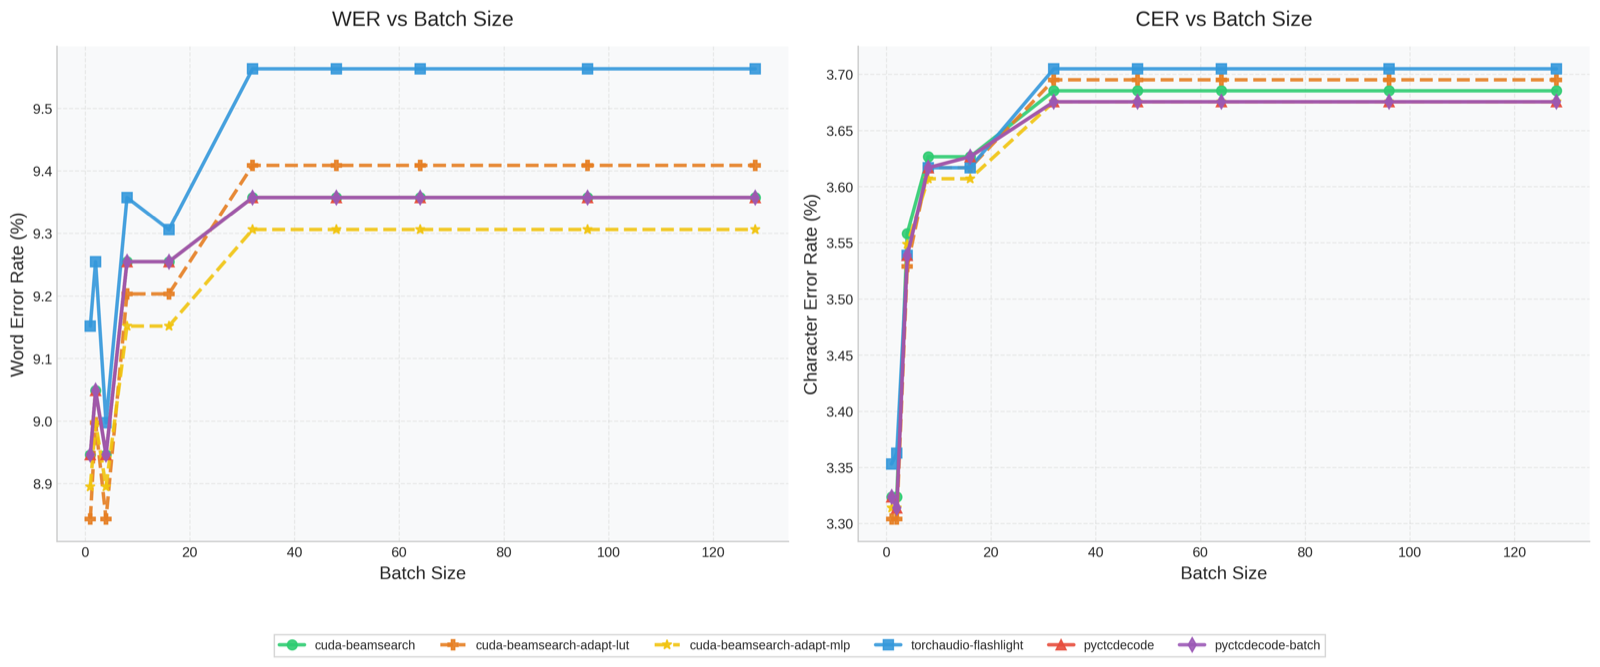 WER vs Batch Size
Word Error Rate (%)
9.5
9.4
9.3
9.2
9.1
9.0
8.9
0 20 40 60 80 100 120
Batch Size
CER vs Batch Size
Character Error Rate (%)
3.70
3.65
3.60
3.55
3.50
3.45
3.40
3.35
3.30
0 20 40 60 80 100 120
Batch Size
cuda-beamsearch cuda-beamsearch-adapt-lut cuda-beamsearch-adapt-mlp torchaudio-flashlight pyctcdecode pyctcdecode-batch